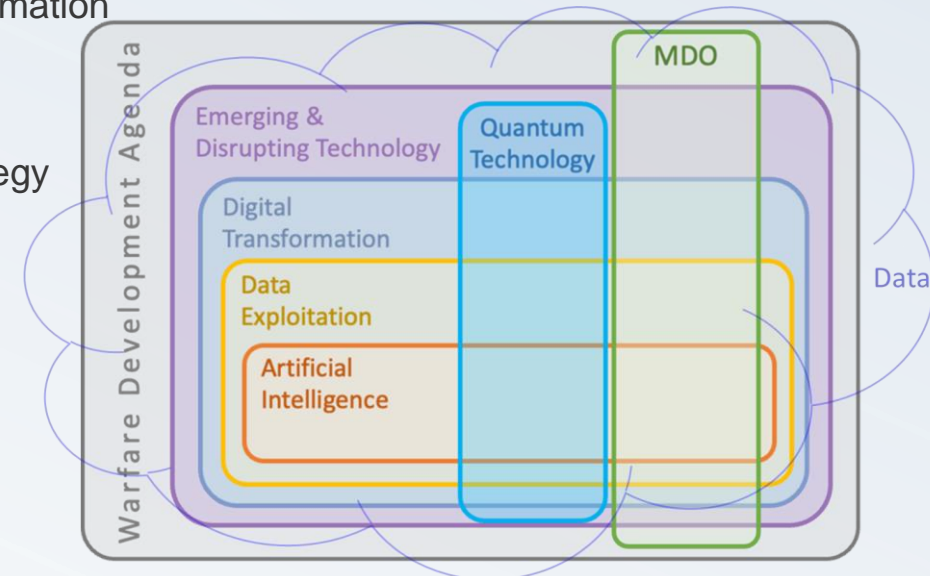 mation
egy
Warfare Development Agenda
MDO
Emerging &
Disrupting Technology
Quantum
Technology
Digital
Transformation
Data
Data
Exploitation
Artificial
Intelligence